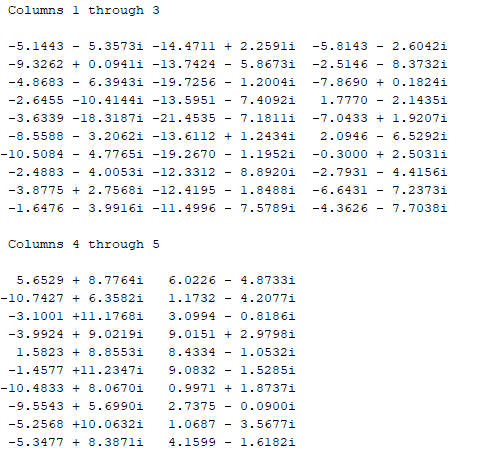 Columns 1 through 3
-5.1443 - 5.3573i -14.4711 + 2.2591i -5.8143 - 2.6042i
-9.3262 + 0.0941i -13.7424 - 5.8673i -2.5146 - 8.3732i
-4.8683 - 6.3943i -19.7256 - 1.2004i -7.8690 + 0.1824i
-2.6455 -10.4144i -13.5951 - 7.4092i 1.7770 - 2.1435i
-3.6339 -18.3187i -21.4535 - 7.1811i -7.0433 + 1.9207i
-8.5588 - 3.2062i -13.6112 + 1.2434i 2.0946 - 6.5292i
-10.5084 - 4.7765i -19.2670 - 1.1952i -0.3000 + 2.5031i
-2.4883 - 4.0053i -12.3312 - 8.8920i -2.7931 - 4.4156i
-3.8775 + 2.7568i -12.4195 - 1.8488i -6.6431 - 7.2373i
-1.6476 - 3.9916i -11.4996 - 7.5789i -4.3626 - 7.7038i
Columns 4 through 5
5.6529 + 8.7764i 6.0226 - 4.8733i
-10.7427 + 6.3582i 1.1732 - 4.2077i
-3.1001 +11.1768i 3.0994 - 0.8186i
-3.9924 + 9.0219i 9.0151 + 2.9798i
1.5823 + 8.8553i 8.4334 - 1.0532i
-1.4577 +11.2347i 9.0832 - 1.5285i
-10.4833 + 8.0670i 0.9971 + 1.8737i
-9.5543 + 5.6990i 2.7375 - 0.0900i
-5.2568 +10.0632i 1.0687 - 3.5677i
-5.3477 + 8.3871i 4.1599 - 1.6182i